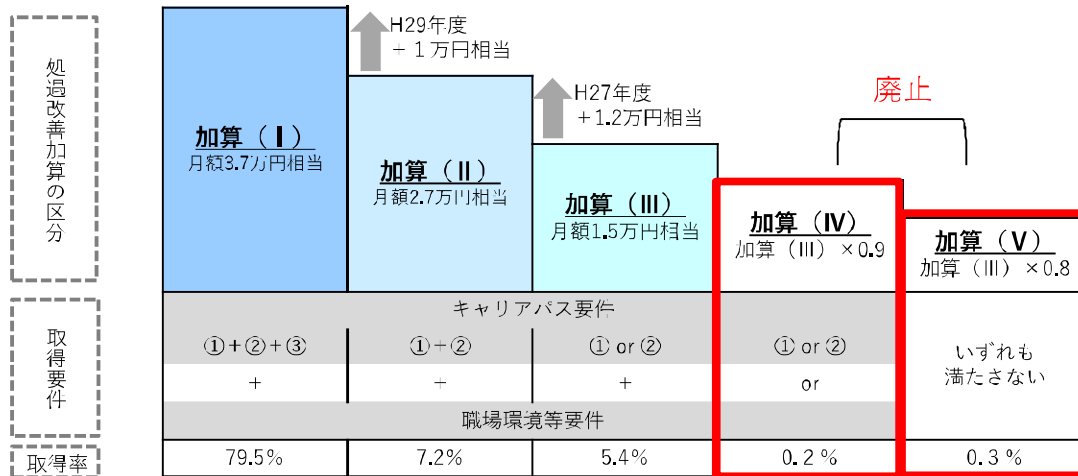 処遇改善加算の区分
H29年度
＋１万円相当
H27年度
+1.2万円相当
廃止
加算（Ⅰ）
月額3.7万円相当
加算（Ⅱ）
月額2.7万円相当
加算（Ⅲ）
月額1.5万円相当
加算（Ⅳ）
加算（Ⅲ）×0.9
加算（Ⅴ）
加算（Ⅲ）×0.8
取得要件
キャリアパス要件
①+②+③ ①+② ① or ② ① or ②
+ + + or
いずれも
満たさない
職場環境等要件
取得率 79.5% 7.2% 5.4% 0.2% 0.3%